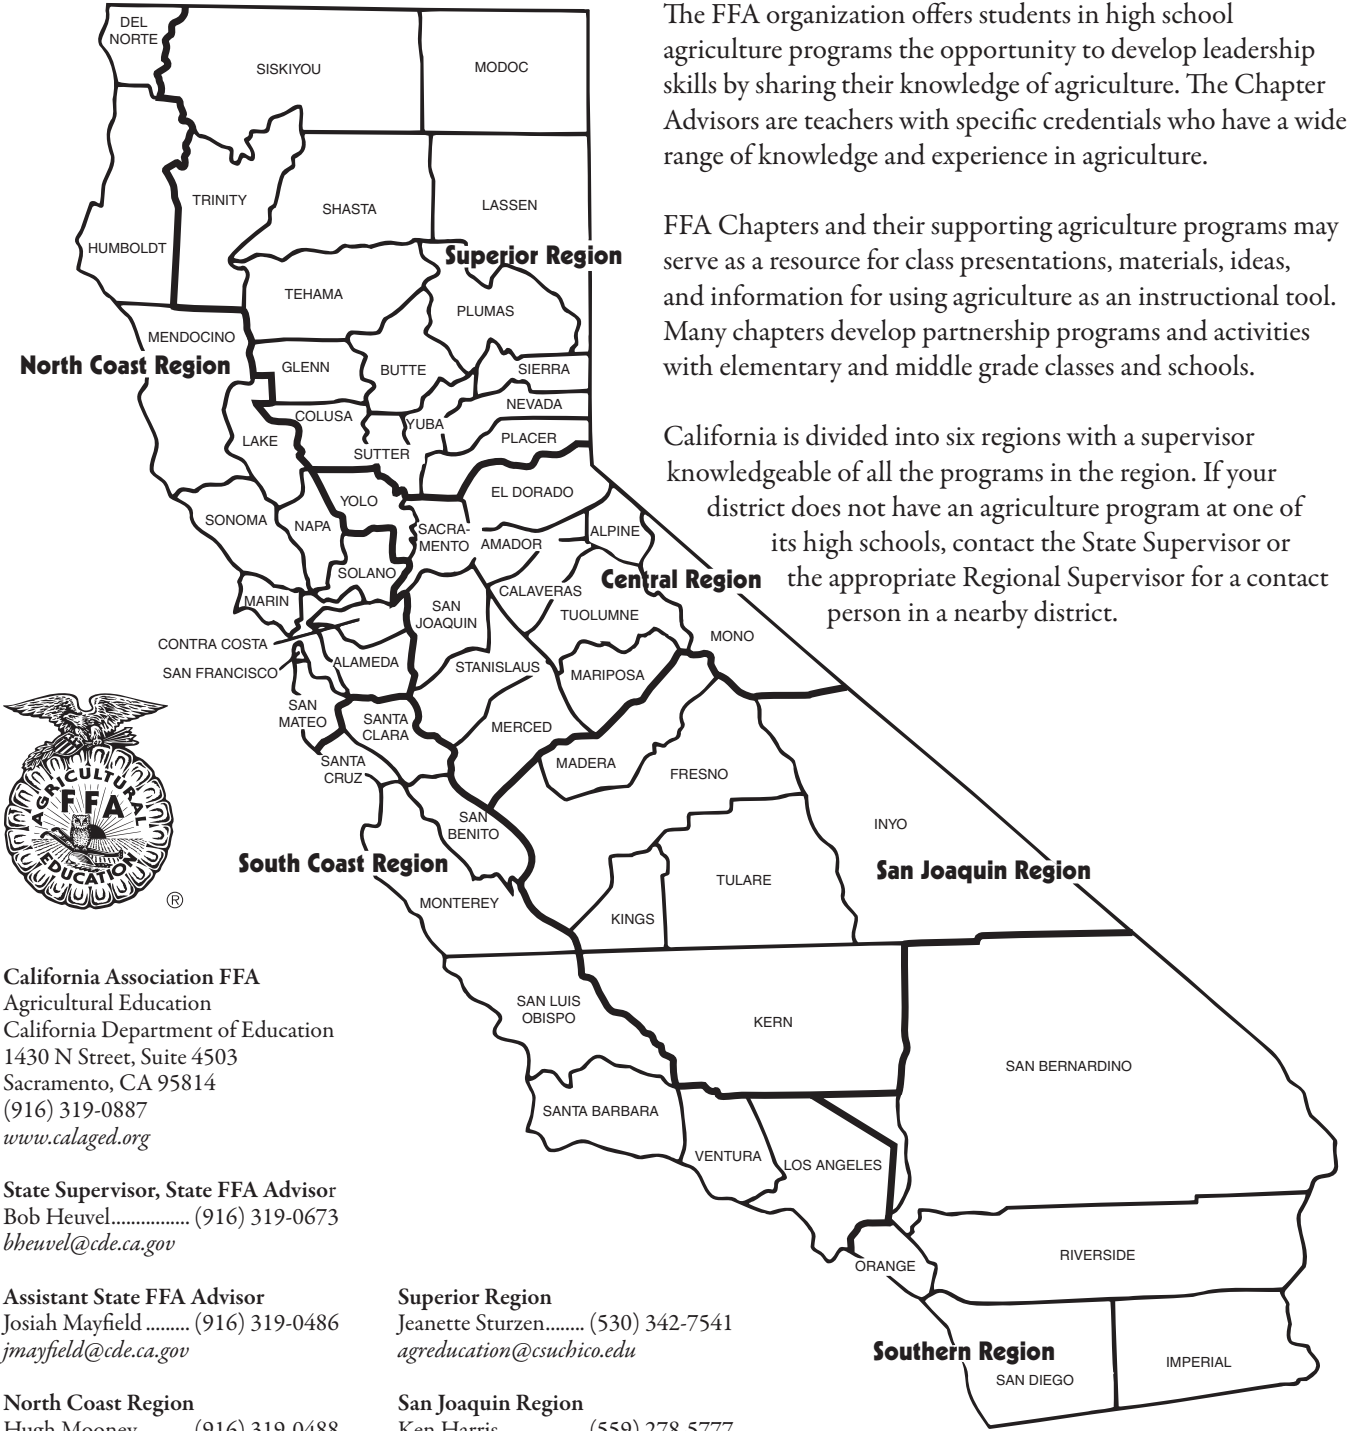 The FFA organization offers students in high school
agriculture programs the opportunity to develop leadership
skills by sharing their knowledge of agriculture. The Chapter
Advisors are teachers with specific credentials who have a wide
range of knowledge and experience in agriculture.
FFA Chapters and their supporting agriculture programs may
serve as a resource for class presentations, materials, ideas,
and information for using agriculture as an instructional tool.
Many chapters develop partnership programs and activities
with elementary and middle grade classes and schools.
California is divided into six regions with a supervisor
knowledgeable of all the programs in the region. If your
district does not have an agriculture program at one of
its high schools, contact the State Supervisor or
the appropriate Regional Supervisor for a contact
person in a nearby district.
DEL
NORTE
SISKIYOU
MODOC
TRINITY
SHASTA
LASSEN
HUMBOLDT
Superior Region
TEHAMA
PLUMAS
MENDOCINO
North Coast Region
GLENN
BUTTE
SIERRA
COLUSA
YUBA
NEVADA
LAKE
SUTTER
PLACER
YOLO
EL DORADO
SONOMA
NAPA
SACRA-
MENTO
AMADOR
ALPINE
SOLANO
CALAVERAS
Central Region
MARIN
SAN
JOAQUIN
TUOLUMNE
MONO
CONTRA COSTA
SAN FRANCISCO
ALAMEDA
STANISLAUS
MARIPOSA
SAN
MATEO
SANTA
CLARA
MERCED
SANTA
CRUZ
MADERA
FRESNO
SAN
BENITO
INYO
South Coast Region
San Joaquin Region
TULARE
MONTEREY
KINGS
SAN LUIS
OBISPO
KERN
SAN BERNARDINO
SANTA BARBARA
VENTURA
LOS ANGELES
ORANGE
RIVERSIDE
Southern Region
SAN DIEGO
IMPERIAL
AGRICULTURAL
FFA
EDUCATION
®
California Association FFA
Agricultural Education
California Department of Education
1430 N Street, Suite 4503
Sacramento, CA 95814
(916) 319-0887
www.calaged.org
State Supervisor, State FFA Advisor
Bob Heuvel................ (916) 319-0673
bheuvel@cde.ca.gov
Assistant State FFA Advisor
Josiah Mayfield ......... (916) 319-0486
jmayfield@cde.ca.gov
North Coast Region
Hugh Mooney (916) 319-0488
Superior Region
Jeanette Sturzen........ (530) 342-7541
agreducation@csuchico.edu
San Joaquin Region
Ken Harris (559) 278-5777